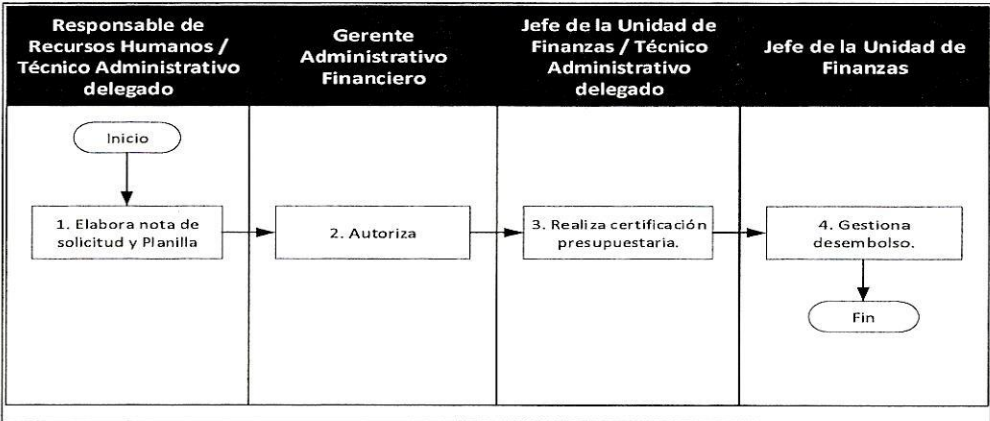 Responsable de
Recursos Humanos /
Técnico Administrativo
delegado
Gerente
Administrativo
Financiero
Jefe de la Unidad de
Finanzas / Técnico
Administrativo
delegado
Jefe de la Unidad de
Finanzas
Inicio
1. Elabora nota de
solicitud y Planilla
2. Autoriza
3. Realiza certificación
presupuestaria.
4. Gestiona
desembolso.
Fin